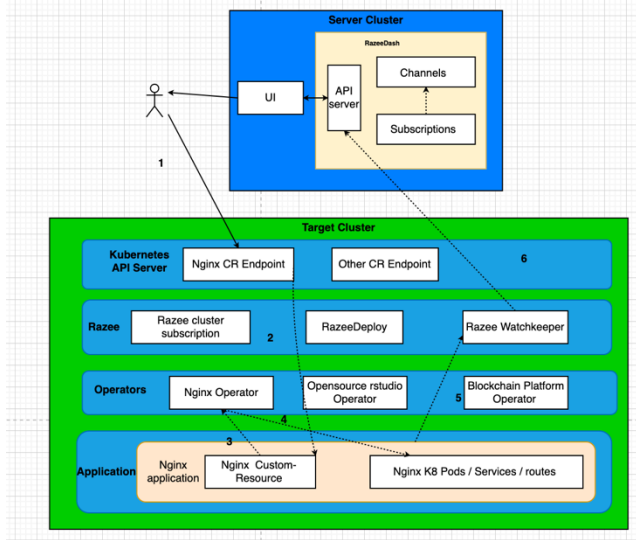 Server Cluster
RazeeDash
UI
API
server
Channels
Subscriptions
1
Target Cluster
Kubernetes
API Server
Nginx CR Endpoint
Other CR Endpoint
6
Razee
Razee cluster
subscription
2
RazeeDeploy
Razee Watchkeeper
Operators
Nginx Operator
Opensource rstudio
Operator
Blockchain Platform
Operator
5
4
3
Application
Nginx
application
Nginx Custom-
Resource
Nginx K8 Pods / Services / routes